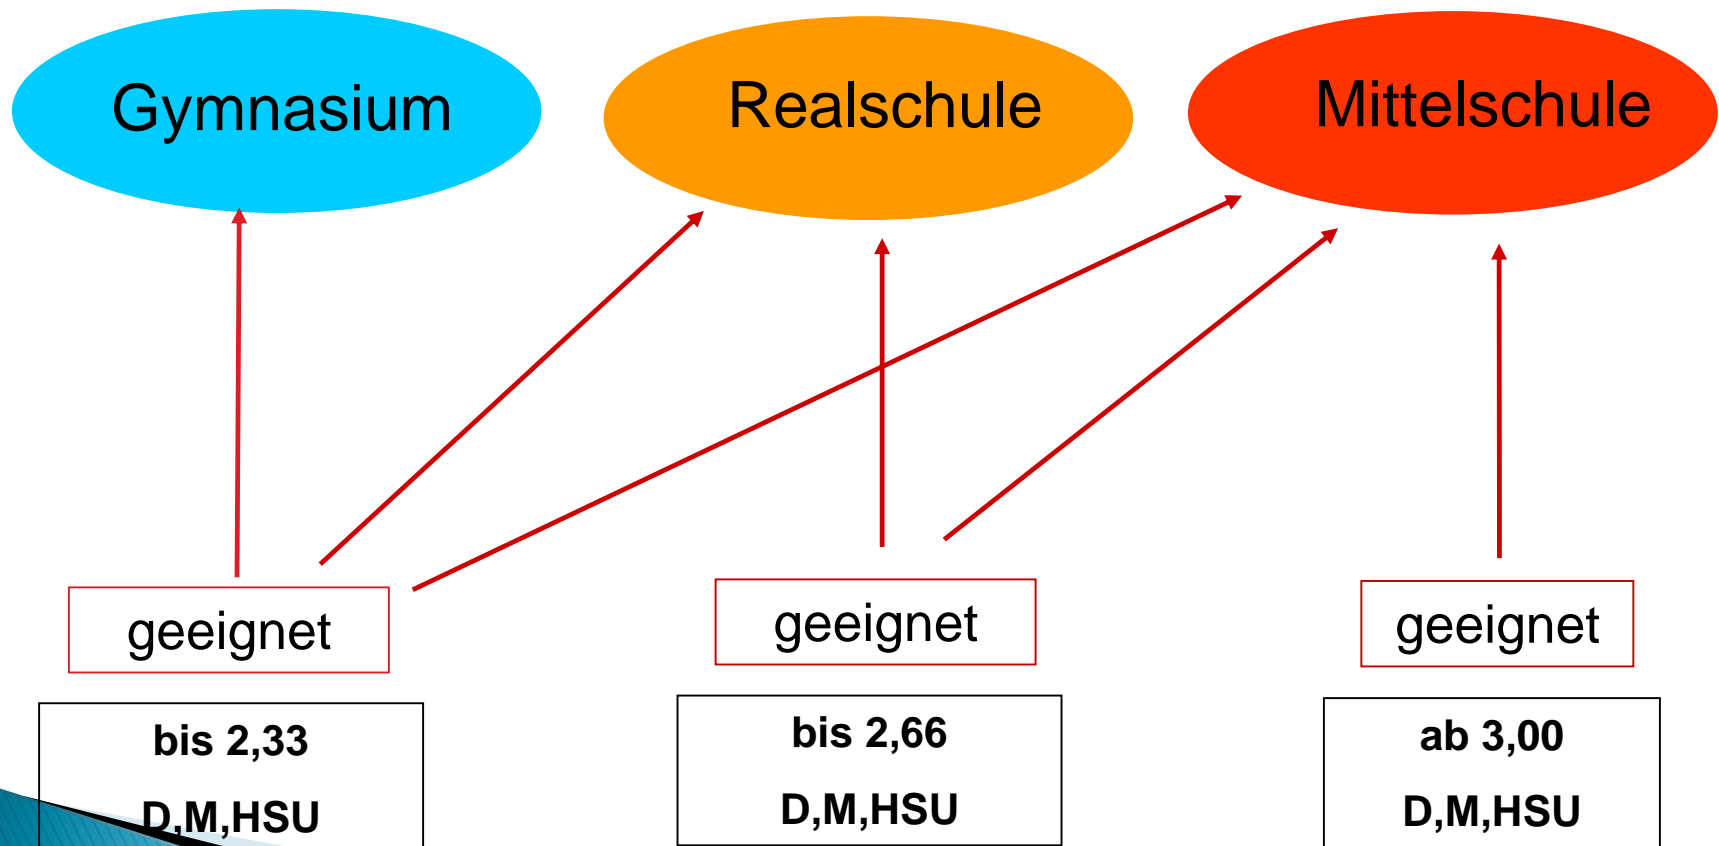 Gymnasium
Realschule
Mittelschule
geeignet
geeignet
geeignet
bis 2,33
D,M,HSU
bis 2,66
D,M,HSU
ab 3,00
D,M,HSU